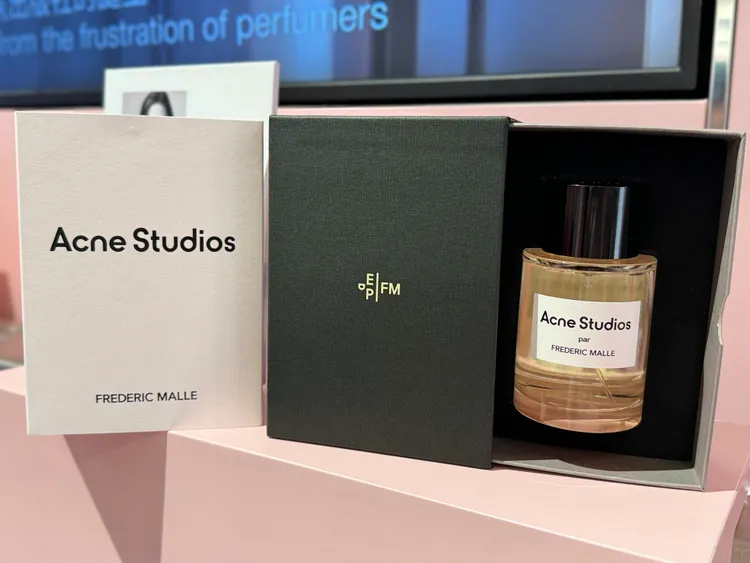 from the frustration of perfumers
Acne Studios
FREDERIC MALLE
E
d|FM
P
Acne Studios
par
FREDERIC MALLE